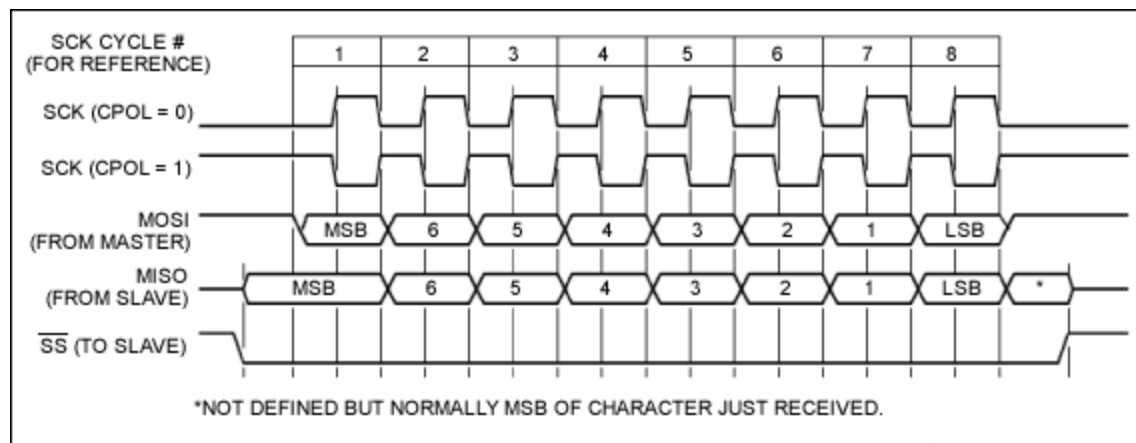 SCK CYCLE #
(FOR REFERENCE)
1 2 3 4 5 6 7 8
SCK (CPOL = 0)
SCK (CPOL = 1)
MOSI
(FROM MASTER)
MSB 6 5 4 3 2 1 LSB
MISO
(FROM SLAVE)
MSB 6 5 4 3 2 1 LSB *
SS (TO SLAVE)
*NOT DEFINED BUT NORMALLY MSB OF CHARACTER JUST RECEIVED.